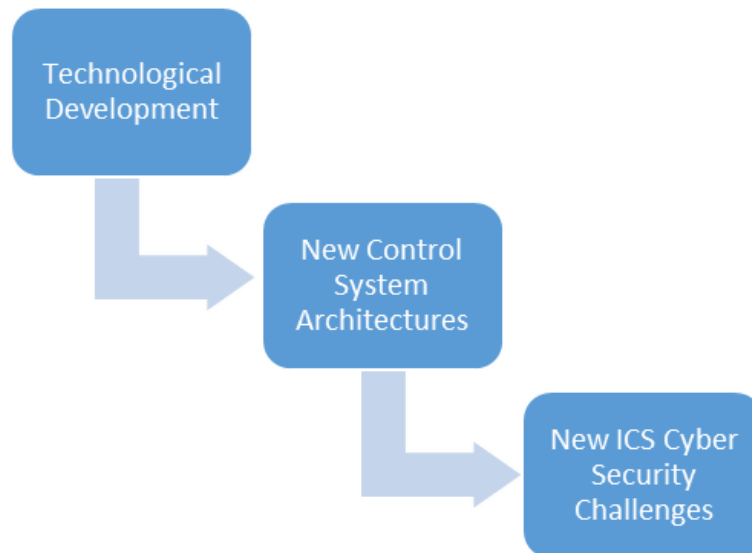 Technological
Development
New Control
System
Architectures
New ICS Cyber
Security
Challenges